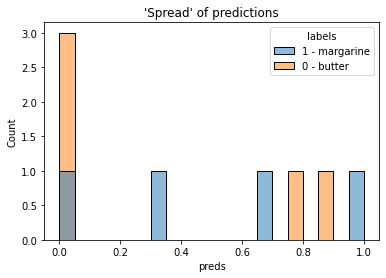 'Spread' of predictions
labels
1 - margarine
0 - butter
3.0
2.5
2.0
1.5
1.0
0.5
0.0
Count
0.0 0.2 0.4 0.6 0.8 1.0
preds